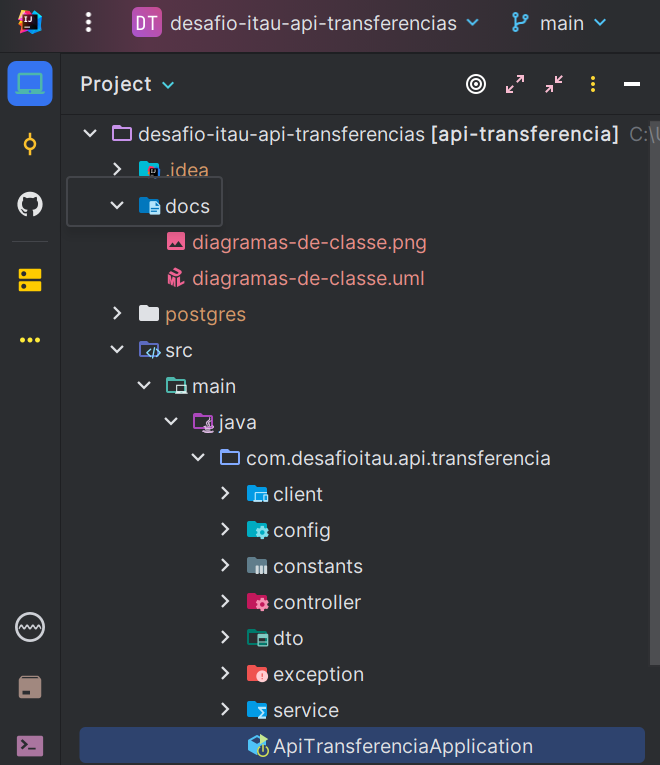 DT desafio-itau-api-transferencias main
Project
desafio-itau-api-transferencias [api-transferencia]
.idea
docs
diagramas-de-classe.png
diagramas-de-classe.uml
postgres
src
main
java
com.desafioitau.api.transferencia
client
config
constants
controller
dto
exception
service
ApiTransferenciaApplication